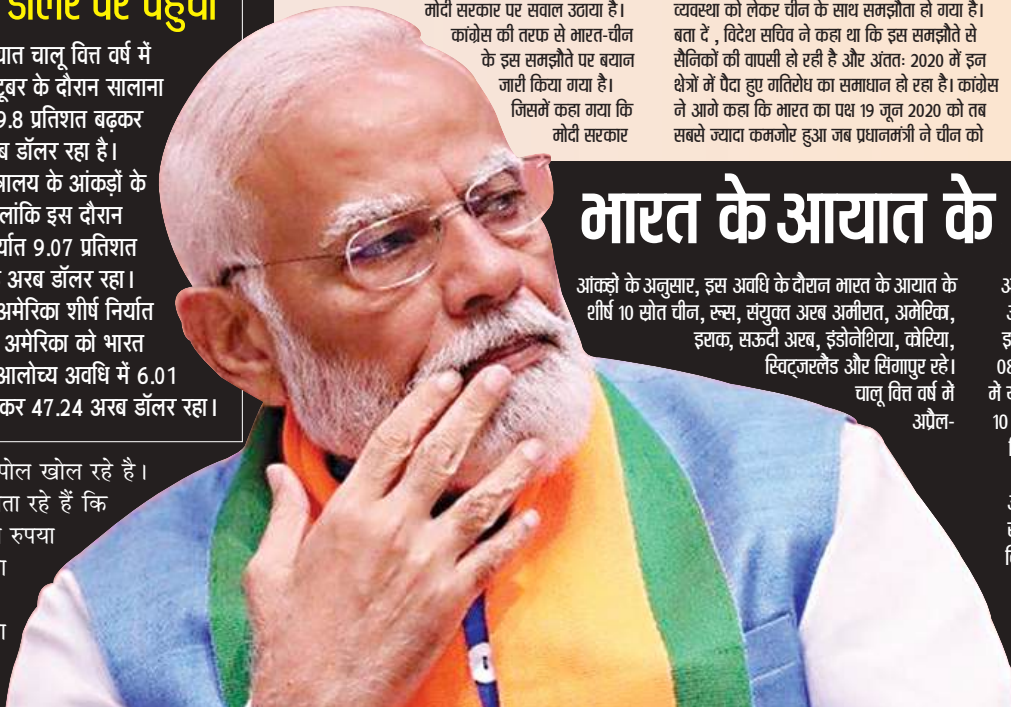 डॉलर पर पहुंचा
चालू वित्त वर्ष में
के दौरान सालाना
9.8 प्रतिशत बढ़कर
डॉलर रहा है।
के आंकड़ों के
इस दौरान
9.07 प्रतिशत
अरब डॉलर रहा।
अमेरिका शीर्ष निर्यात
अमेरिका को भारत
आलोच्य अवधि में 6.01
47.24 अरब डॉलर रहा।
पोल खोल रहे है।
रहे हैं कि
रुपया
मोदी सरकार पर सवाल उठाया है।
कांग्रेस की तरफ से भारत-चीन
के इस समझौते पर बयान
जारी किया गया है।
जिसमें कहा गया कि
मोदी सरकार
व्यवस्था को लेकर चीन के साथ समझौता हो गया है।
बता दें , विदेश सचिव ने कहा था कि इस समझौते से
सैनिकों की वापसी हो रही है और अंततः 2020 में इन
क्षेत्रों में पैदा हुए गतिरोध का समाधान हो रहा है। कांग्रेस
ने आगे कहा कि भारत का पक्ष 19 जून 2020 को तब
सबसे ज्यादा कमजोर हुआ जब प्रधानमंत्री ने चीन को
भारत के आयात के
आंकड़ों के अनुसार, इस अवधि के दौरान भारत के आयात के
शीर्ष 10 स्रोत चीन, रूस, संयुक्त अरब अमीरात, अमेरिका,
इराक, सऊदी अरब, इंडोनेशिया, कोरिया,
स्विट्जरलैंड और सिंगापुर रहे।
चालू वित्त वर्ष में
अप्रैल-
में
10